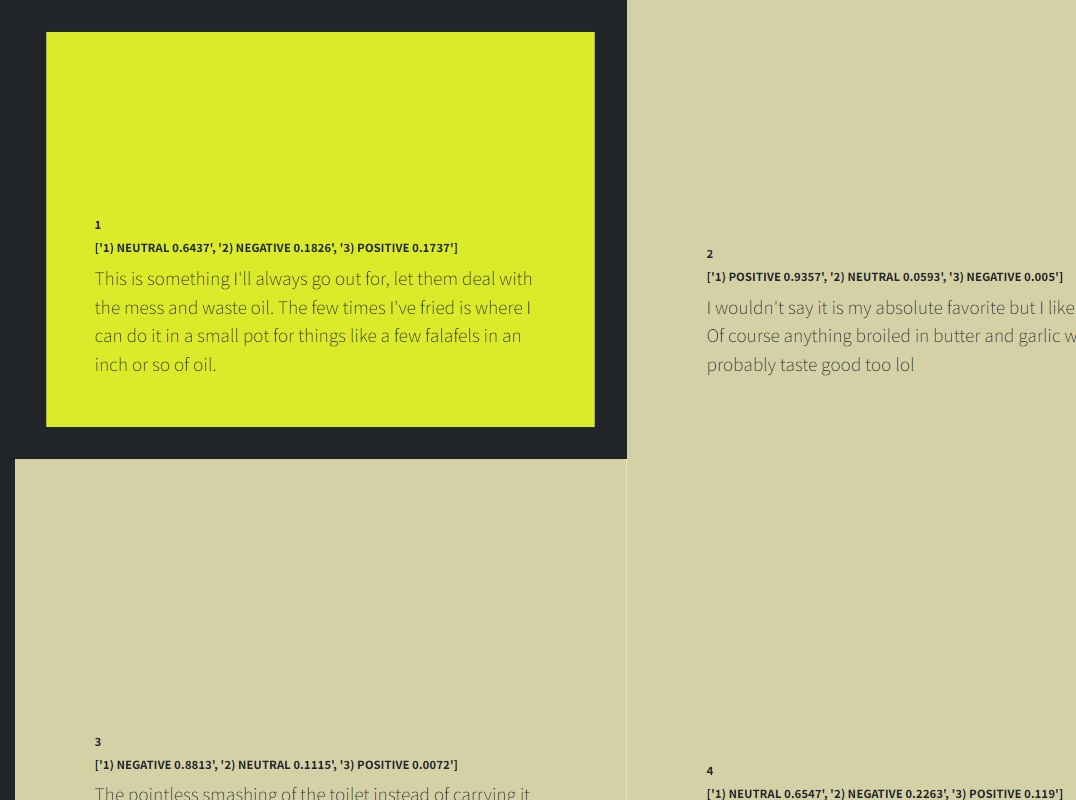 1
['1) NEUTRAL 0.6437', '2) NEGATIVE 0.1826', '3) POSITIVE 0.1737']
This is something I'll always go out for, let them deal with
the mess and waste oil. The few times I've fried is where I
can do it in a small pot for things like a few falafels in an
inch or so of oil.
2
['1) POSITIVE 0.9357', '2) NEUTRAL 0.0593', '3) NEGATIVE 0.005']
I wouldn't say it is my absolute favorite but I like
Of course anything broiled in butter and garlic
probably taste good too lol
3
['1) NEGATIVE 0.8813', '2) NEUTRAL 0.1115', '3) POSITIVE 0.0072']
The pointless smashing of the toilet instead of carrying it
4
['1) NEUTRAL 0.6547', '2) NEGATIVE 0.2263', '3) POSITIVE 0.119']